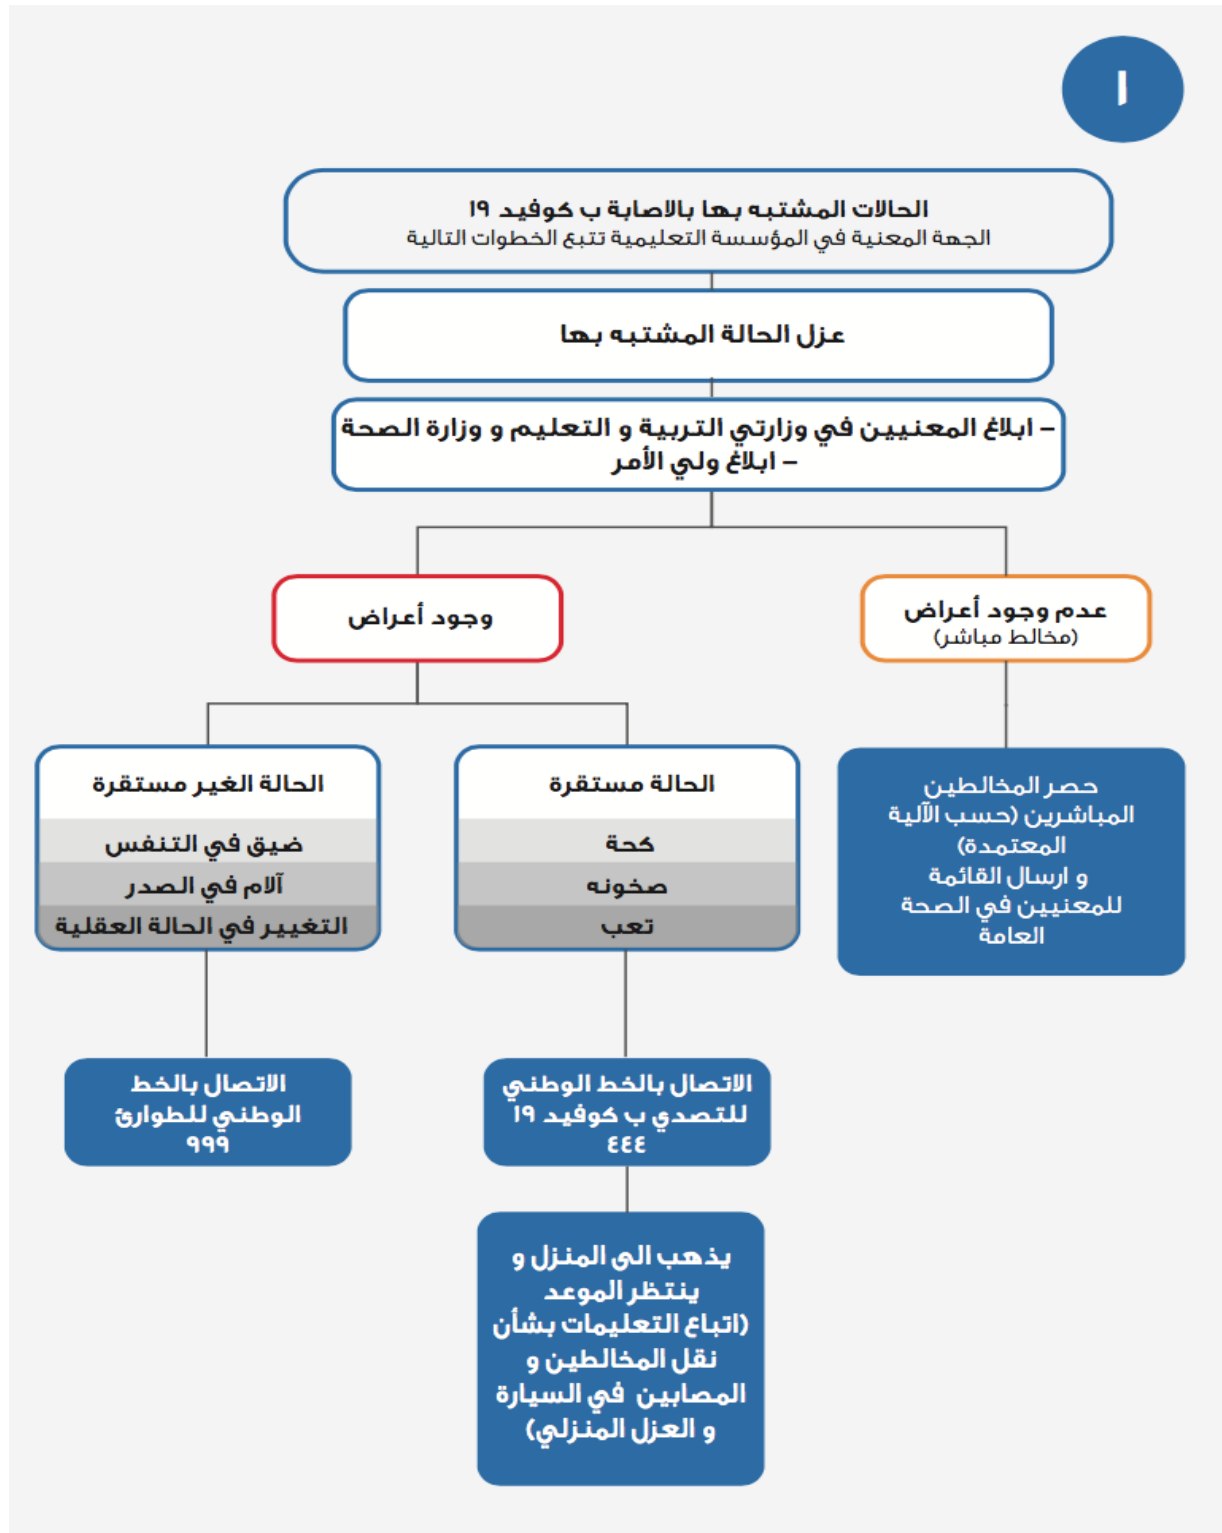 ١
الحالات المشتبه بها بالاصابة ب كوفيد ١٩
الجهة المعنية في المؤسسة التعليمية تتبع الخطوات التالية
عزل الحالة المشتبه بها
– ابلاغ المعنيين في وزارتي التربية و التعليم و وزارة الصحة
– ابلاغ ولي الأمر
عدم وجود أعراض
(مخالط مباشر)
حصر المخالطين
المباشرين (حسب الآلية
المعتمدة)
و ارسال القائمة
للمعنيين في الصحة
العامة
وجود أعراض
الحالة مستقرة
كحة
صخونه
تعب
الاتصال بالخط الوطني
للتصدي ب كوفيد ١٩
٤٤٤
يذهب الى المنزل و
ينتظر الموعد
(اتباع التعليمات بشأن
نقل المخالطين و
المصابين في السيارة
و العزل المنزلي)
الحالة الغير مستقرة
ضيق في التنفس
آلام في الصدر
التغيير في الحالة العقلية
الاتصال بالخط
الوطني للطوارئ
٩٩٩